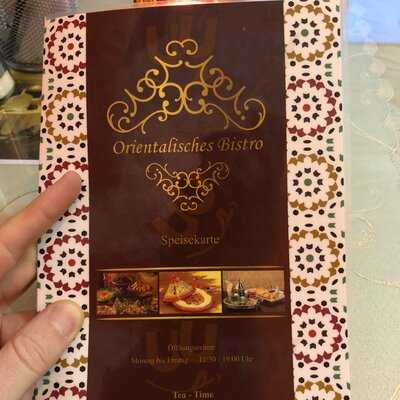 Orientalisches Bistro
Speisekarte
Öffnungszeiten
Montag bis Freitag 11:30 / 19:00 Uhr
Tea - Time